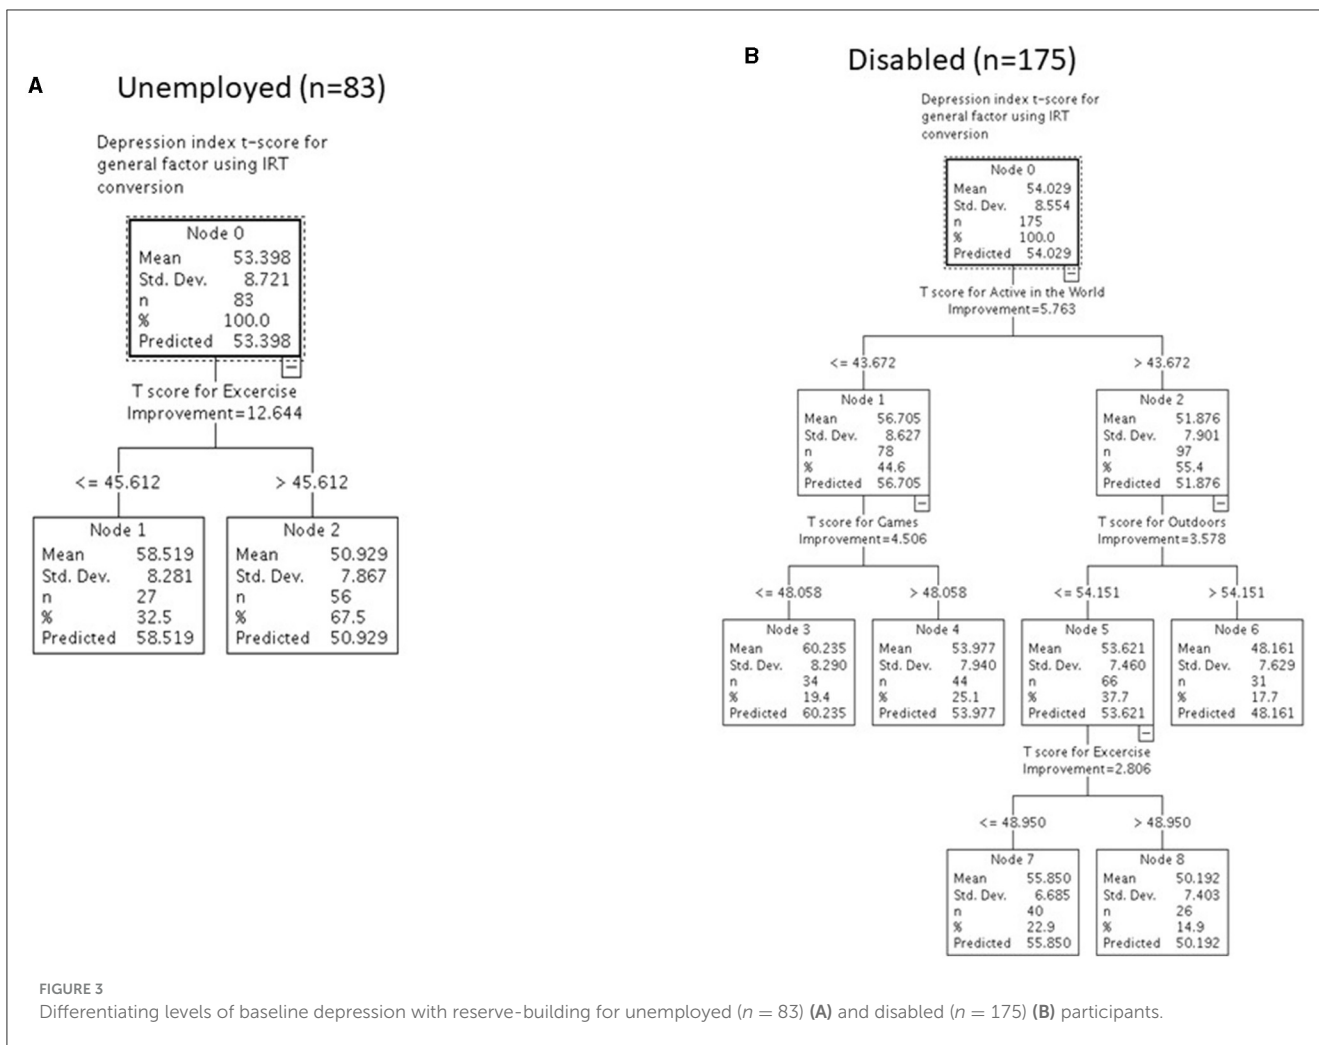 A
Unemployed (n=83)
Depression index t-score for
general factor using IRT
conversion
Node 0
Mean 53.398
Std. Dev. 8.721
n 83
% 100.0
Predicted 53.398
T score for Excercise
Improvement=12.644
<= 45.612
> 45.612
Node 1
Mean 58.519
Std. Dev. 8.281
n 27
% 32.5
Predicted 58.519
Node 2
Mean 50.929
Std. Dev. 7.867
n 56
% 67.5
Predicted 50.929
B
Disabled (n=175)
Depression index t-score for
general factor using IRT
conversion
Node 0
Mean 54.029
Std. Dev. 8.554
n 175
% 100.0
Predicted 54.029
T score for Active in the World
Improvement=5.763
<= 43.672
> 43.672
Node 1
Mean 56.705
Std. Dev. 8.627
n 78
% 44.6
Predicted 56.705
Node 2
Mean 51.876
Std. Dev. 7.901
n 97
% 55.4
Predicted 51.876
T score for Games
Improvement=4.506
T score for Outdoors
Improvement=3.578
<= 48.058
> 48.058
<= 54.151
> 54.151
Node 3
Mean 60.235
Std. Dev. 8.290
n 34
% 19.4
Predicted 60.235
Node 4
Mean 53.977
Std. Dev. 7.940
n 44
% 25.1
Predicted 53.977
Node 5
Mean 53.621
Std. Dev. 7.460
n 66
% 37.7
Predicted 53.621
Node 6
Mean 48.161
Std. Dev. 7.629
n 31
% 17.7
Predicted 48.161
T score for Excercise
Improvement=2.806
<= 48.950
> 48.950
Node 7
Mean 55.850
Std. Dev. 6.685
n 40
% 22.9
Predicted 55.850
Node 8
Mean 50.192
Std. Dev. 7.403
n 26
% 14.9
Predicted 50.192
FIGURE 3
Differentiating levels of baseline depression with reserve-building for unemployed (n = 83) (A) and disabled (n = 175) (B) participants.